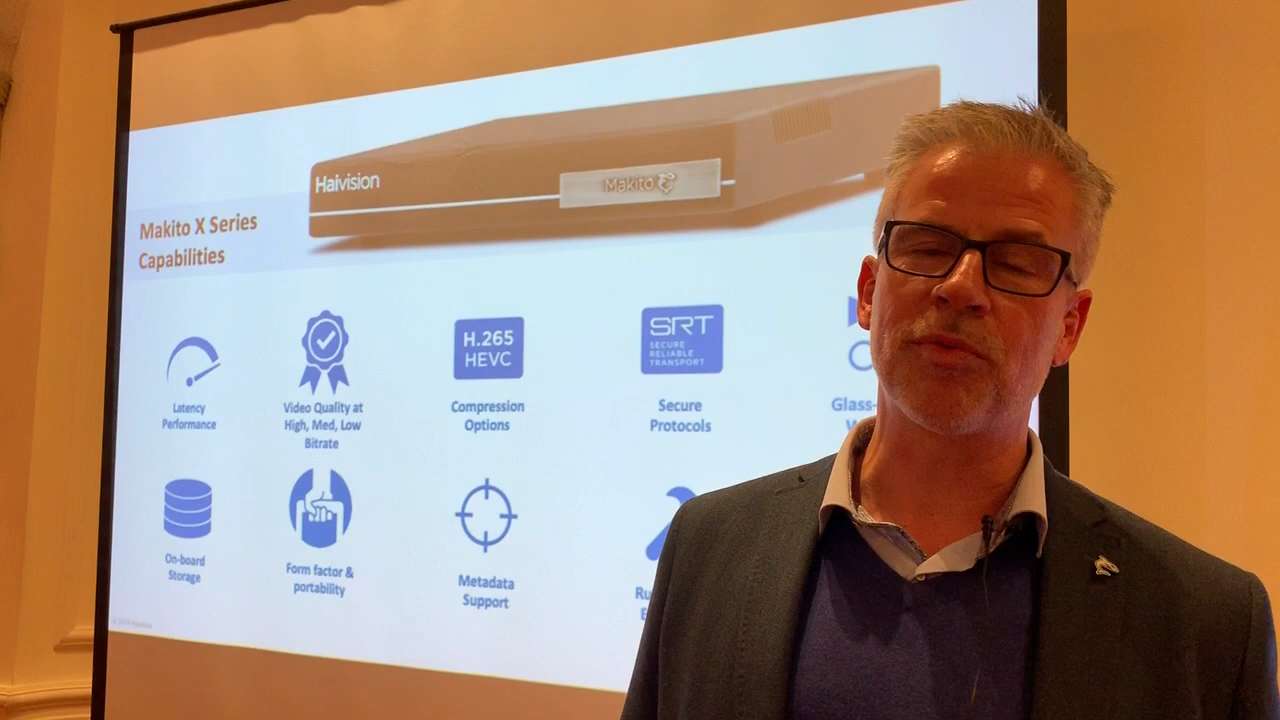 Haivision
Makito
Makito X Series
Capabilities
H.265
HEVC
SRT
SECURE
RELIABLE
TRANSPORT
Latency
Performance
Video Quality at
High, Med, Low
Bitrate
Compression
Options
Secure
Protocols
Glass-
On-board
Storage
Form factor &
portability
Metadata
Support